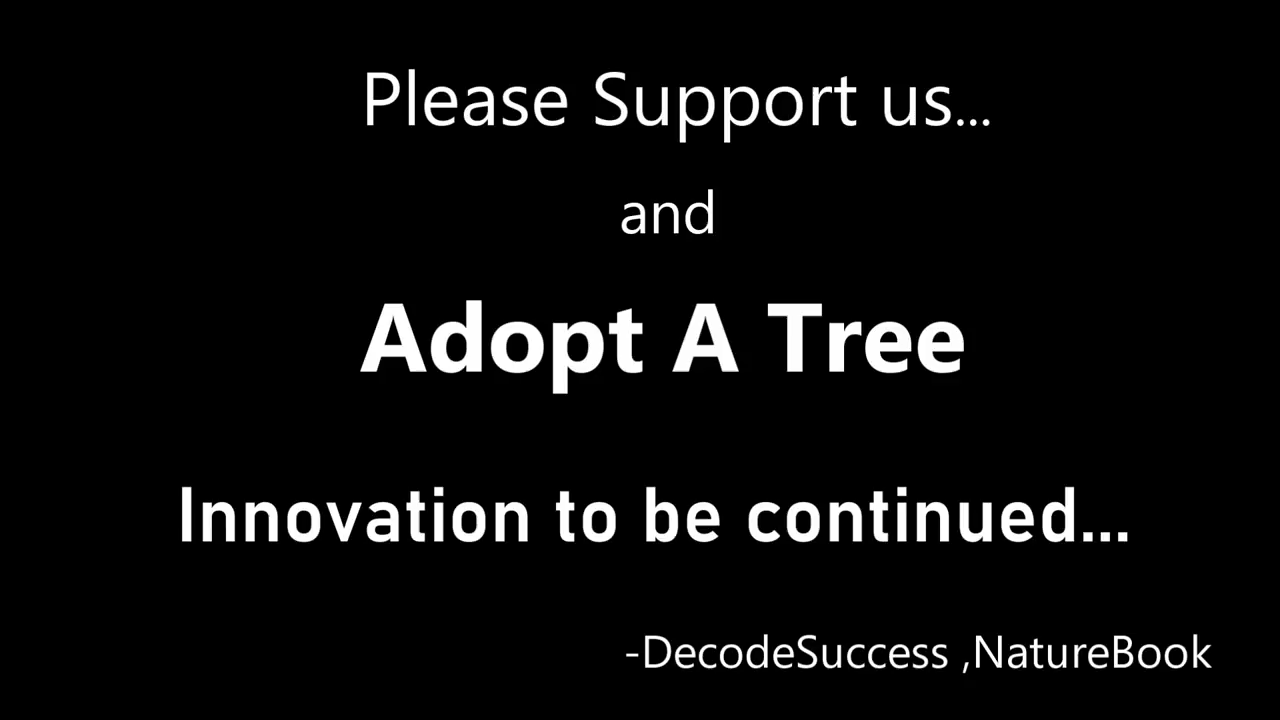 Please Support us...
and
Adopt A Tree
Innovation to be continued...
-DecodeSuccess ,NatureBook